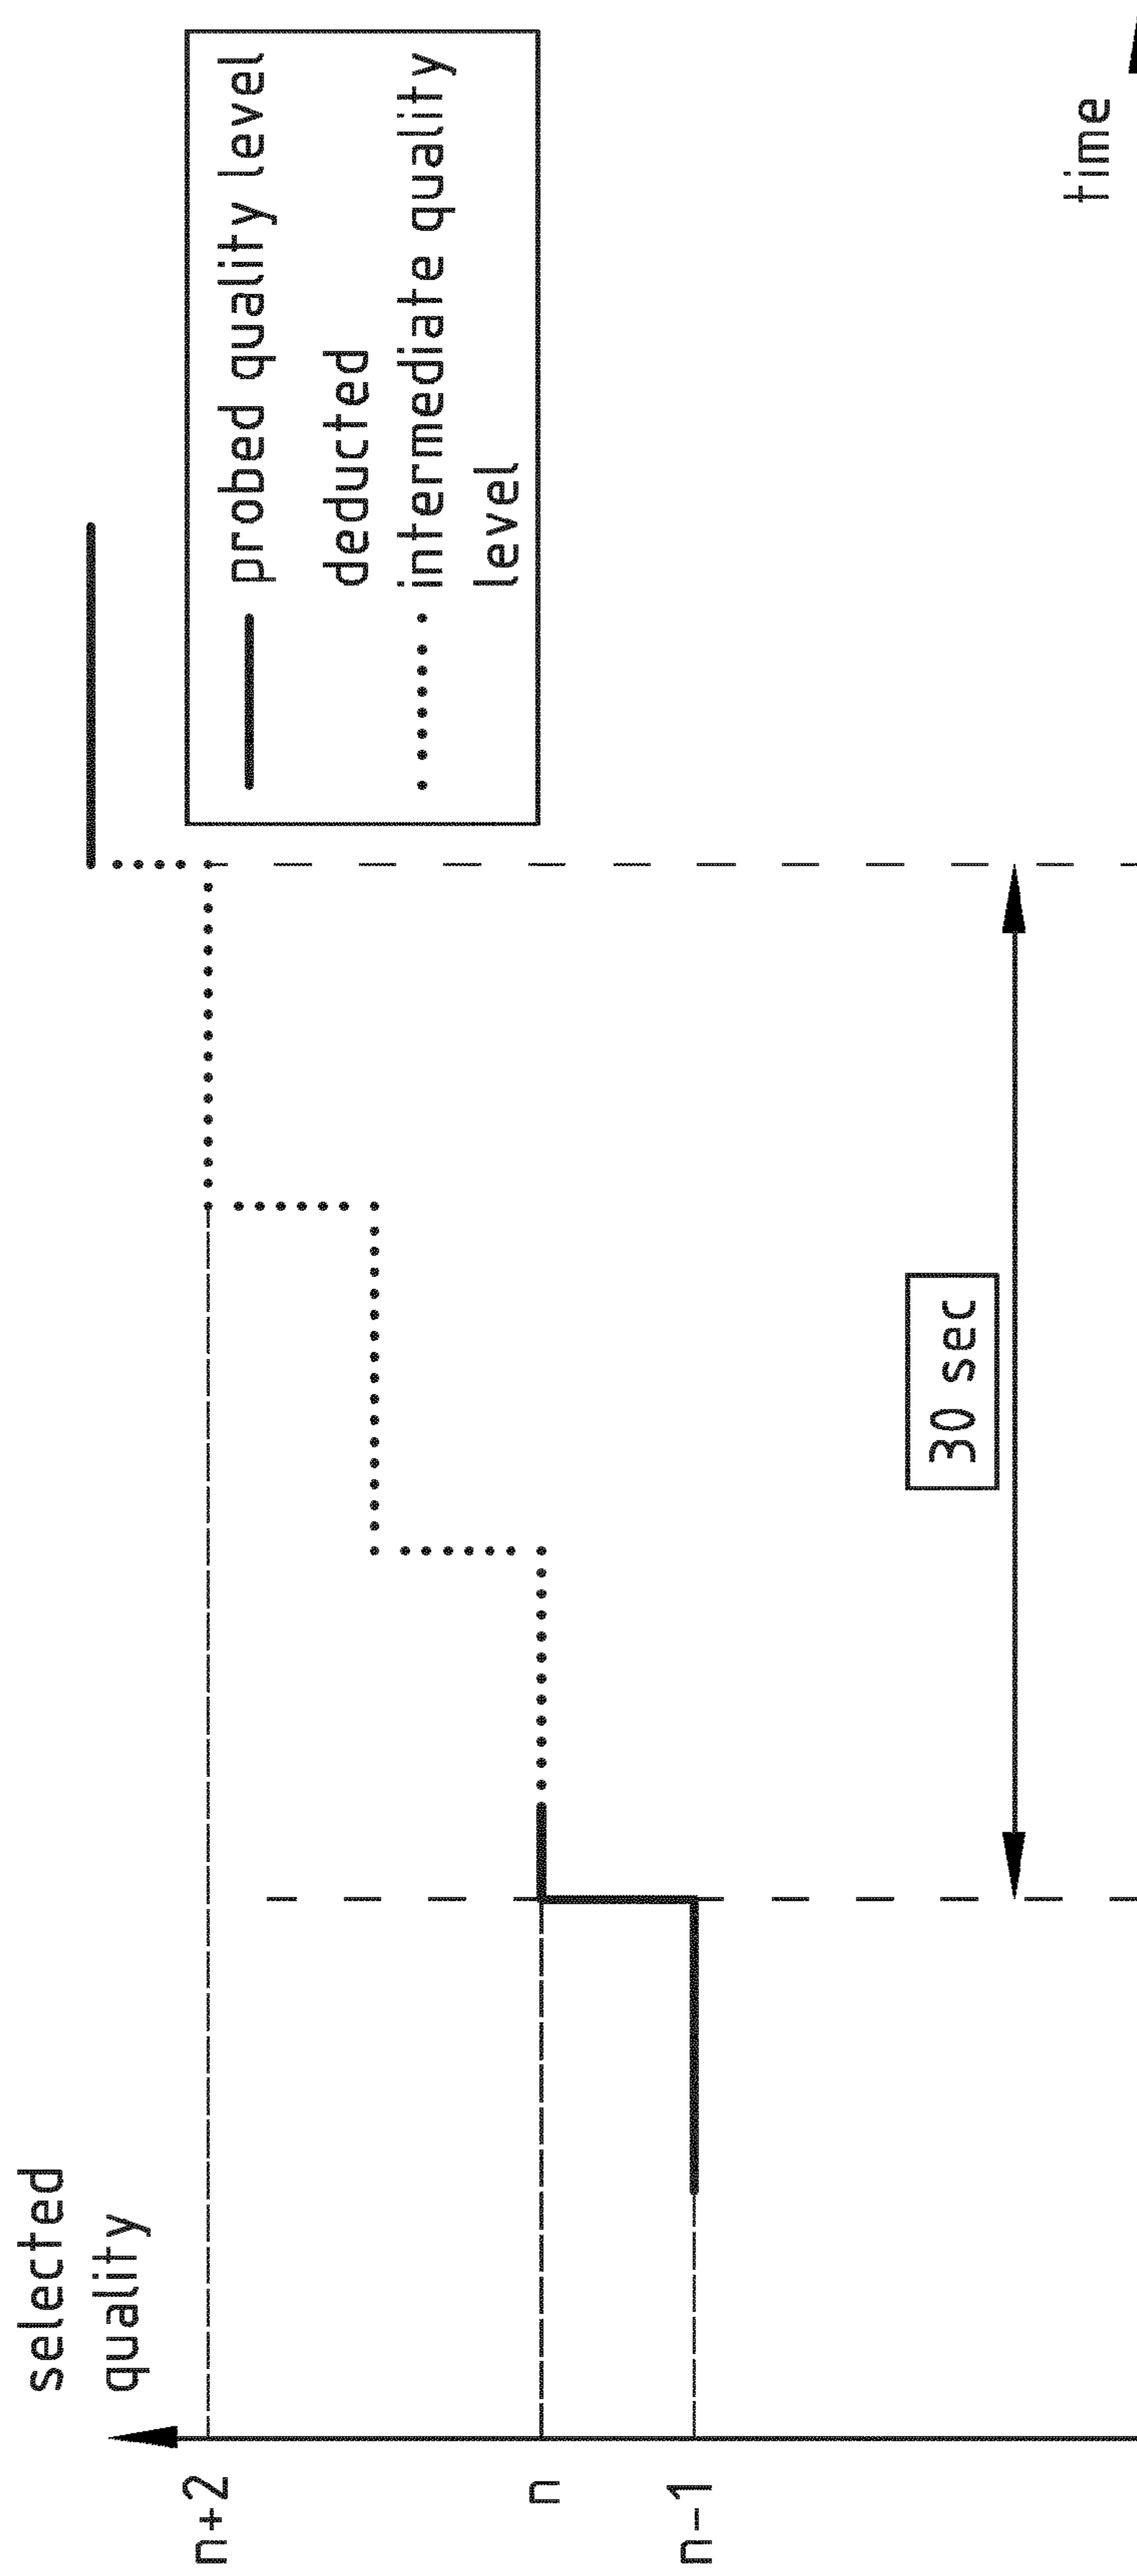 selected
quality
n+2
n
n-1
30 sec
probed quality level
deducted
intermediate quality
level
time